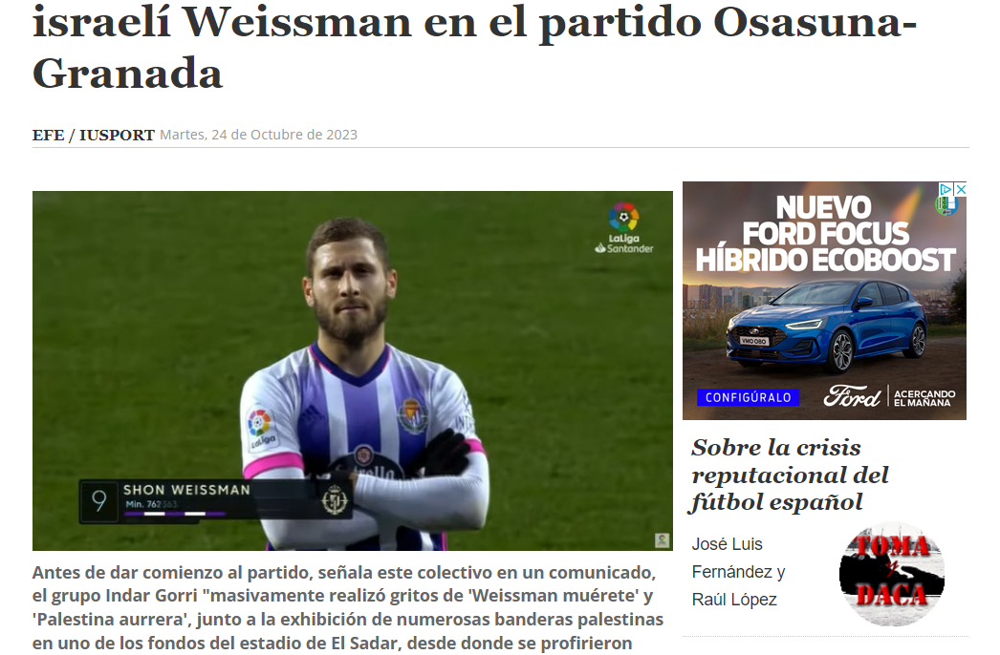 israelí Weissman en el partido Osasuna-
Granada
EFE / IUSPORT Martes, 24 de Octubre de 2023
LaLiga
Santander
LaLiga
9
SHON WEISSMAN
Min. 762
Antes de dar comienzo al partido, señala este colectivo en un comunicado,
el grupo Indar Gorri "masivamente realizó gritos de 'Weissman muérete' y
'Palestina aurrera', junto a la exhibición de numerosas banderas palestinas
en uno de los fondos del estadio de El Sadar, desde donde se profirieron
NUEVO
FORD FOCUS
HÍBRIDO ECOBOOST
VMO 080
CONFIGÚRALO
Ford
ACERCANDO
EL MAÑANA
Sobre la crisis
reputacional del
fútbol español
José Luis
Fernández y
Raúl López
TOMA
Y
DACA